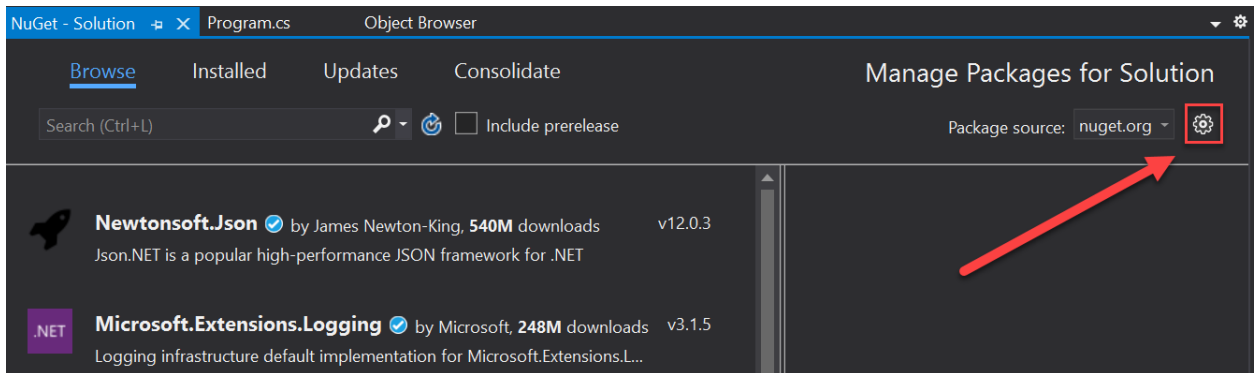 NuGet - Solution Program.cs Object Browser
Browse Installed Updates Consolidate Manage Packages for Solution
Search (Ctrl+L) Include prerelease Package source: nuget.org
Newtonsoft.Json by James Newton-King, 540M downloads v12.0.3
Json.NET is a popular high-performance JSON framework for .NET
.NET Microsoft.Extensions.Logging by Microsoft, 248M downloads v3.1.5
Logging infrastructure default implementation for Microsoft.Extensions.L...